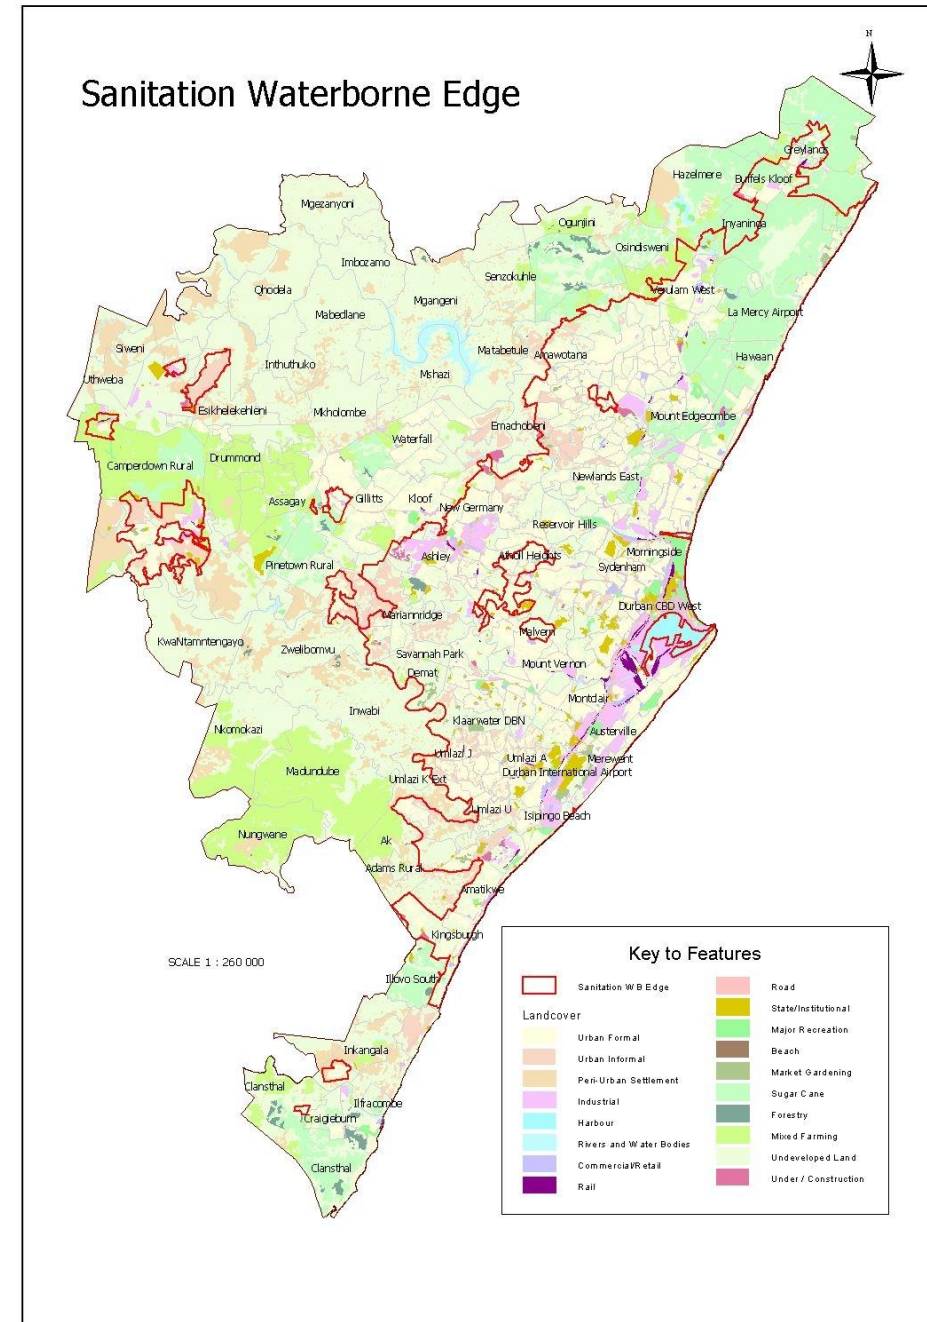 N
Sanitation Waterborne Edge
Greylands
Hazelmere
Buffels Kloof
Mgezanyoni
Ogunjini
Inyaninga
Osindisweni
Imbozamo
Senzokuhle
Qhodela
Verulam West
Mgangeni
Mabedlane
La Mercy Airport
Siweni
Matabetule
Amawotana
Hawaan
Inthuthuko
Mshazi
Uthweba
Esikhelekehleni
Mkholombe
Mount Edgecombe
Emachobeni
Waterfall
Drummond
Camperdown Rural
Newlands East
Assagay
Gillitts
Kloof
New Germany
Reservoir Hills
Ashley
Atholl Heights
Morningside
Pinetown Rural
Sydenham
Durban CBD West
Mariannridge
Malvern
KwaNtamntengayo
Zwelibomvu
Savannah Park
Mount Vernon
Demat
Montclair
Inwabi
Klaarwater DBN
Nkomokazi
Austerville
Umlazi J
Umlazi A
Merewent
Madundube
Umlazi K Ext
Durban International Airport
Umlazi U
Isipingo Beach
Nungwane
Ak
Adams Rural
Amatikwe
Kingsburgh
SCALE 1 : 260 000
Illovo South
Inkangala
Clansthal
Ilfracombe
Craigieburn
Clansthal
Key to Features
Sanitation W B Edge
Landcover
Urban Formal
Urban Informal
Peri-Urban Settlement
Industrial
Harbour
Rivers and Water Bodies
Commercial/Retail
Rail
Road
State/Institutional
Major Recreation
Beach
Market Gardening
Sugar Cane
Forestry
Mixed Farming
Undeveloped Land
Under / Construction